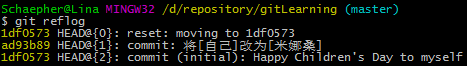 Schaepher@Lina MINGW32 /d/repository/gitLearning (master)
$ git reflog
1df0573 HEAD@{0}: reset: moving to 1df0573
ad93b89 HEAD@{1}: commit: 将[自己]改为[米娜桑]
1df0573 HEAD@{2}: commit (initial): Happy Children's Day to myself